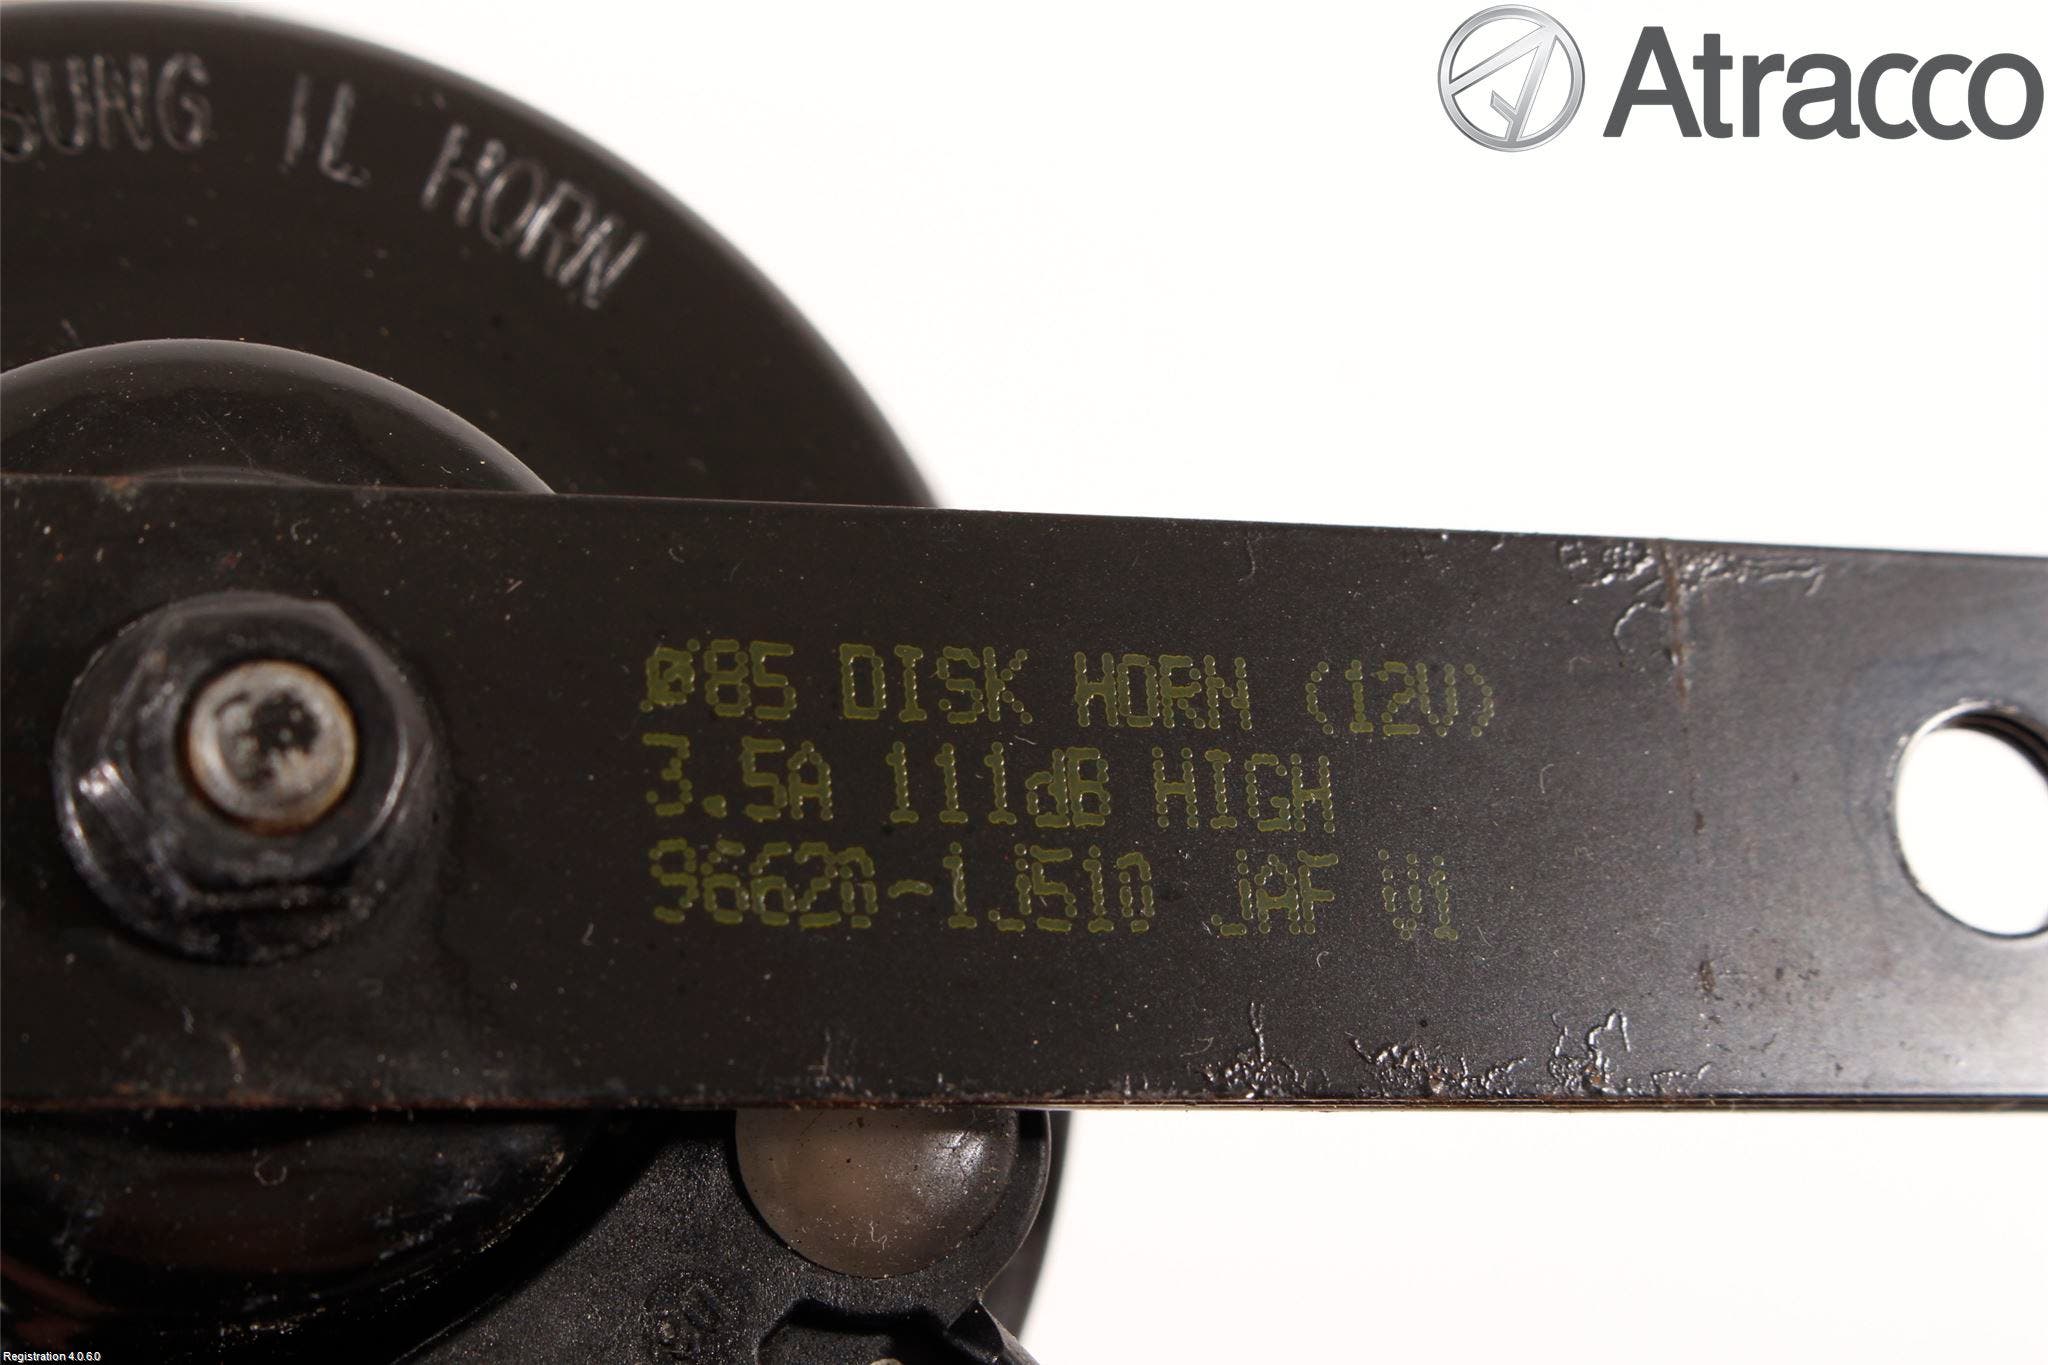 Atracco
SUNG IL HORN
Ø85 DISK HORN (12V)
3.5A 111dB HIGH
96620-1J510 JAF V1
Registration 4.0.6.0